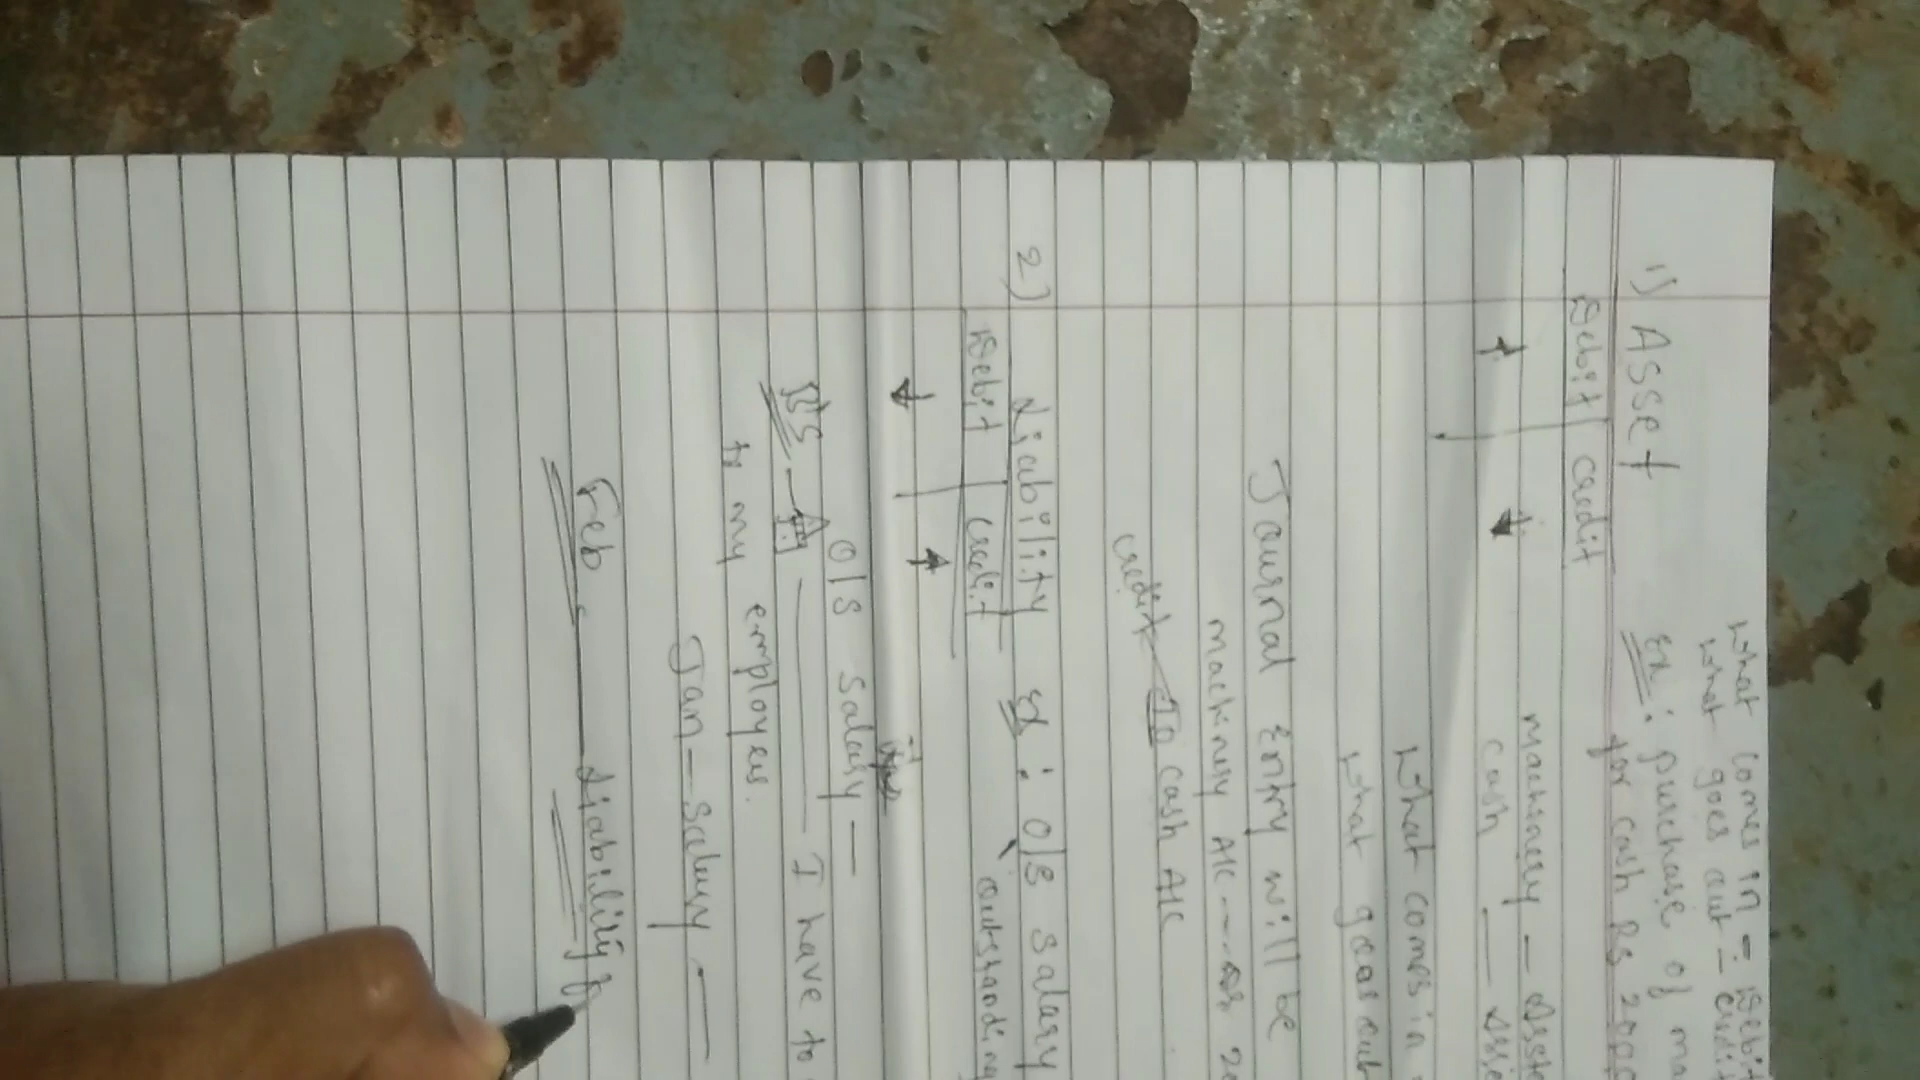 what comes in - Debit
what goes out - credit
1) Asset Ex: purchase of ma
Debit credit for cash Rs 2000
machinery - Asset
cash
what comes in
what goes out
Journal Entry will be
machinery A/c ---- Dr 20
credit To cash A/c
2) Liability Ex : O/S salary
Debit credit outstanding
O/S salary -
I have to
to my employees.
Jan - salary
Feb. Liability